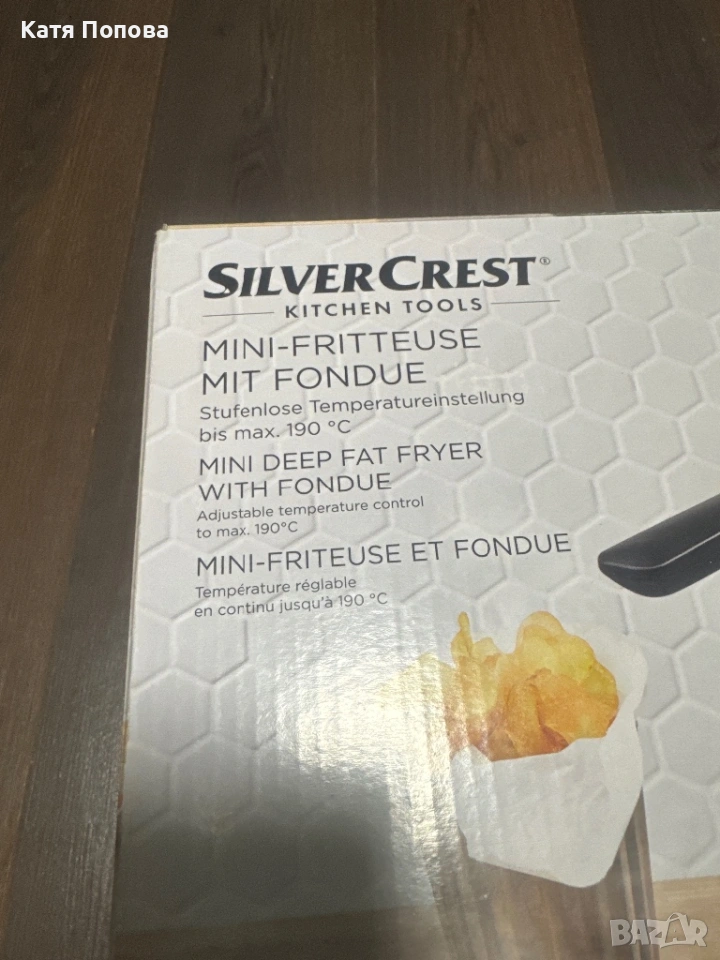 Катя Попова
SILVERCREST®
KITCHEN TOOLS
MINI-FRITTEUSE
MIT FONDUE
Stufenlose Temperatureinstellung
bis max. 190 °C
MINI DEEP FAT FRYER
WITH FONDUE
Adjustable temperature control
to max. 190°C
MINI-FRITEUSE ET FONDUE
Température réglable
en continu jusqu'à 190 °C
BAZAR